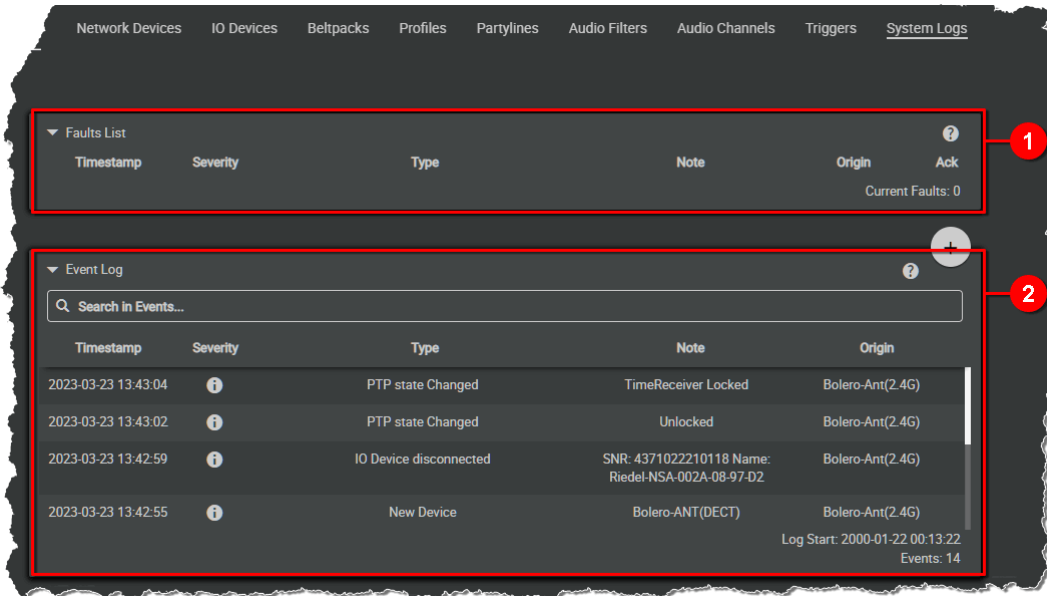 Network Devices IO Devices Beltpacks Profiles Partylines Audio Filters Audio Channels Triggers System Logs
Faults List ?
1
Timestamp Severity Type Note Origin Ack
Current Faults: 0
+
Event Log ?
2
Search in Events...
Timestamp Severity Type Note Origin
2023-03-23 13:43:04 i PTP state Changed TimeReceiver Locked Bolero-Ant(2.4G)
2023-03-23 13:43:02 i PTP state Changed Unlocked Bolero-Ant(2.4G)
2023-03-23 13:42:59 i IO Device disconnected SNR: 4371022210118 Name: Bolero-Ant(2.4G)
Riedel-NSA-002A-08-97-D2
2023-03-23 13:42:55 i New Device Bolero-ANT(DECT) Bolero-Ant(2.4G)
Log Start: 2000-01-22 00:13:22
Events: 14